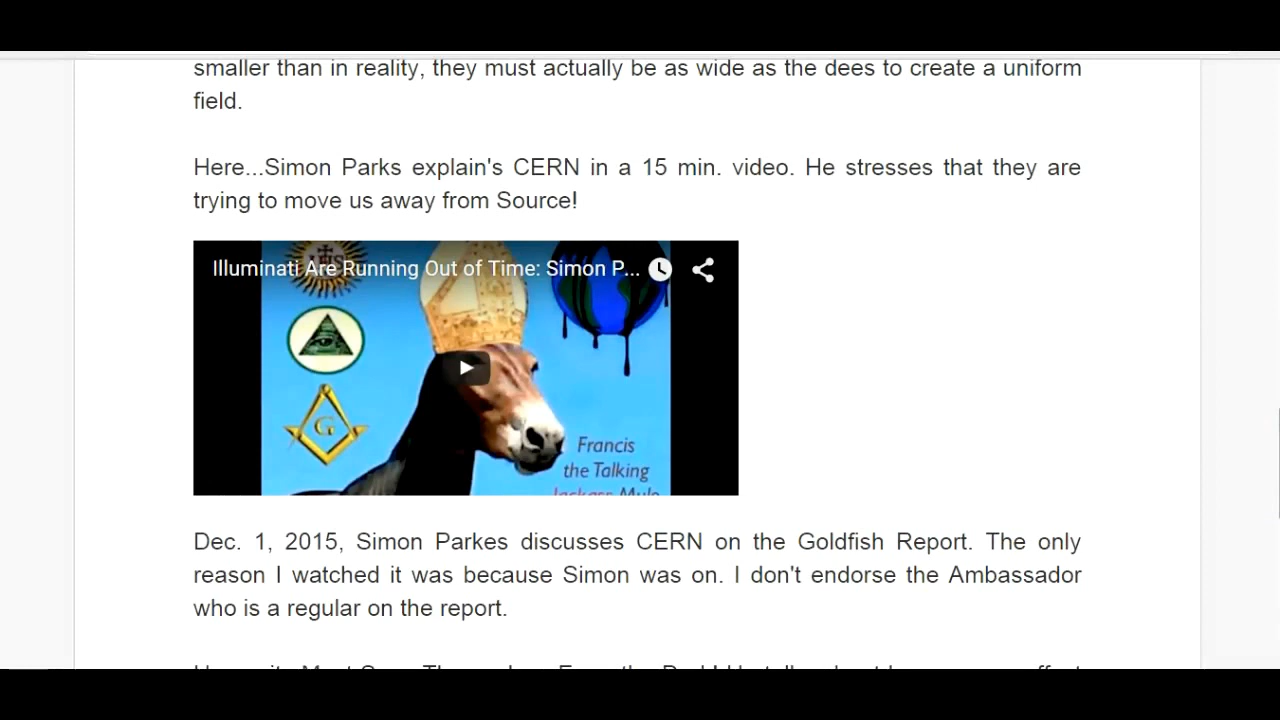 smaller than in reality, they must actually be as wide as the dees to create a uniform
field.
Here...Simon Parks explain's CERN in a 15 min. video. He stresses that they are
trying to move us away from Source!
Illuminati Are Running Out of Time: Simon P...
IHS
G
Francis
the Talking
Jackass Mule
Dec. 1, 2015, Simon Parkes discusses CERN on the Goldfish Report. The only
reason I watched it was because Simon was on. I don't endorse the Ambassador
who is a regular on the report.